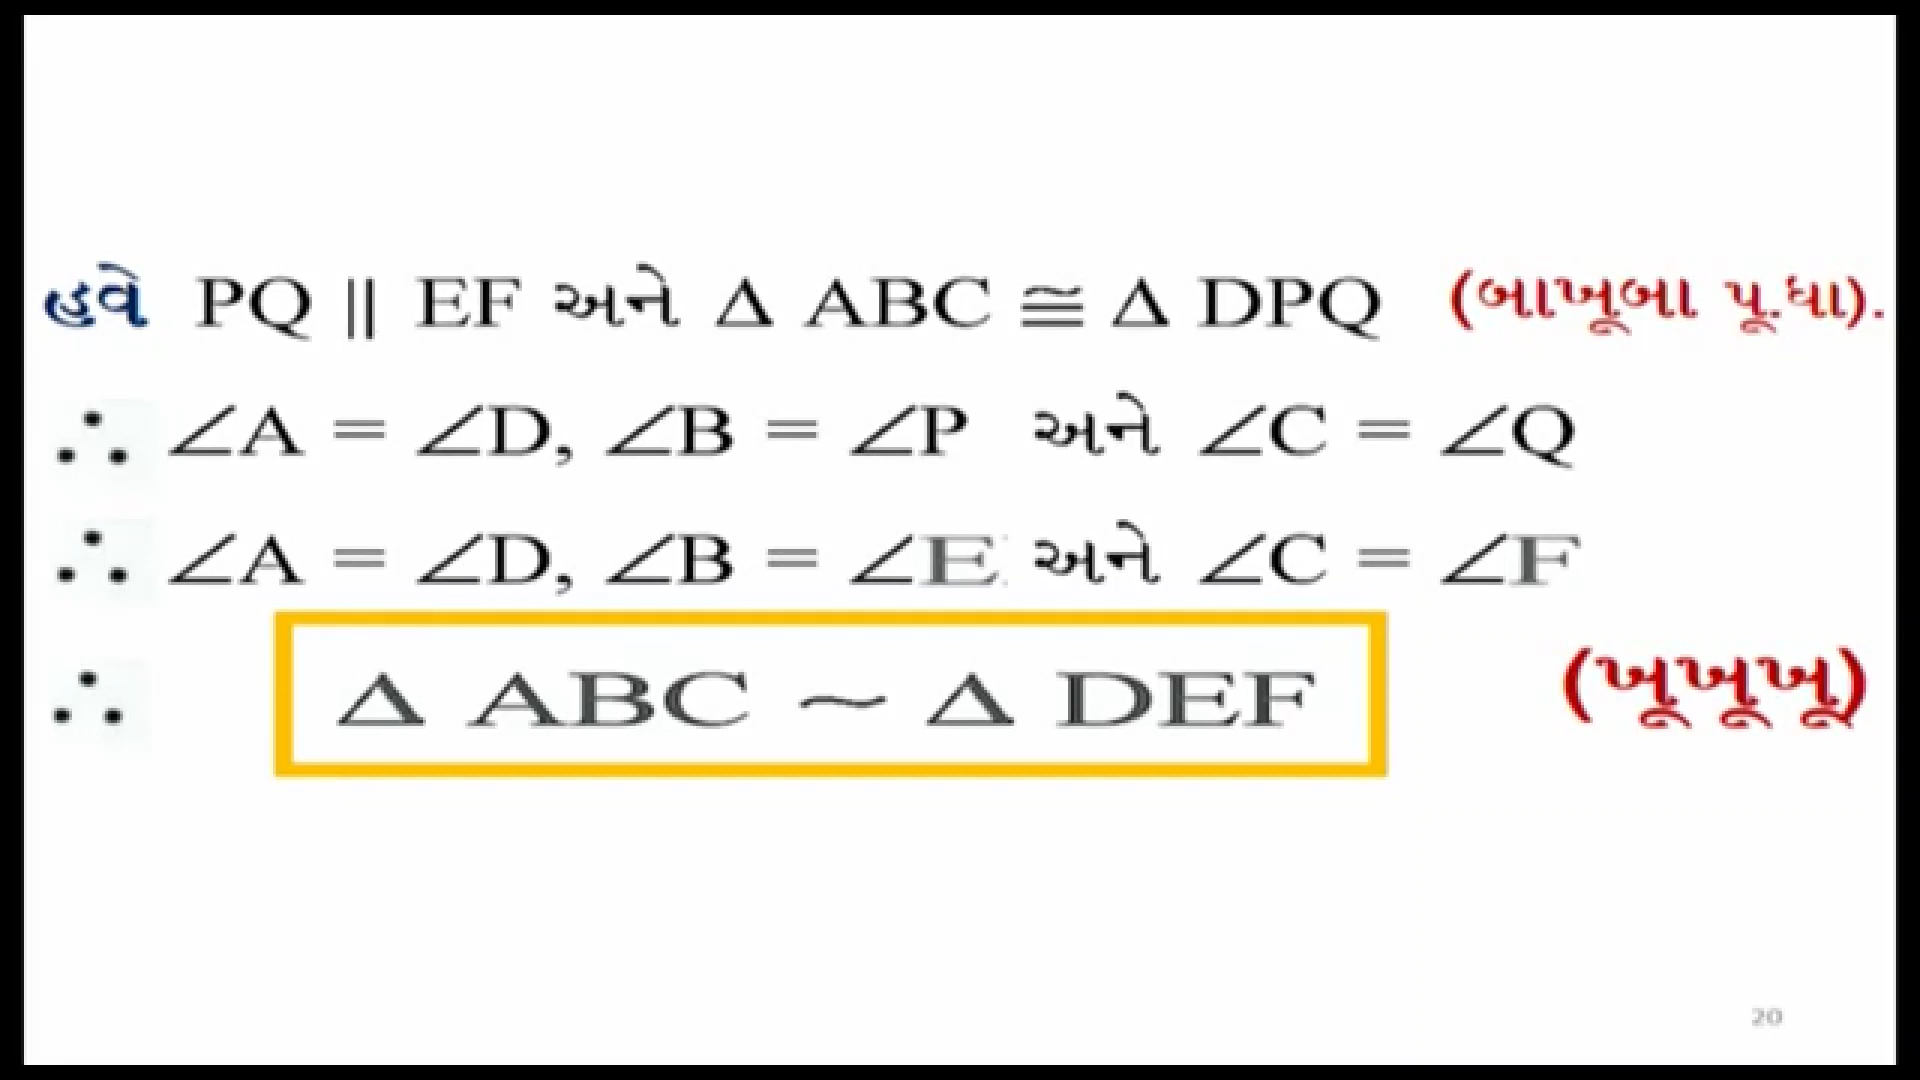 હવે PQ || EF અને Δ ABC ≅ Δ DPQ (બાખૂબા પૂ.ધા).
∴ ∠A = ∠D, ∠B = ∠P અને ∠C = ∠Q
∴ ∠A = ∠D, ∠B = ∠E અને ∠C = ∠F
∴ Δ ABC ~ Δ DEF (ખૂખૂખૂ)
20